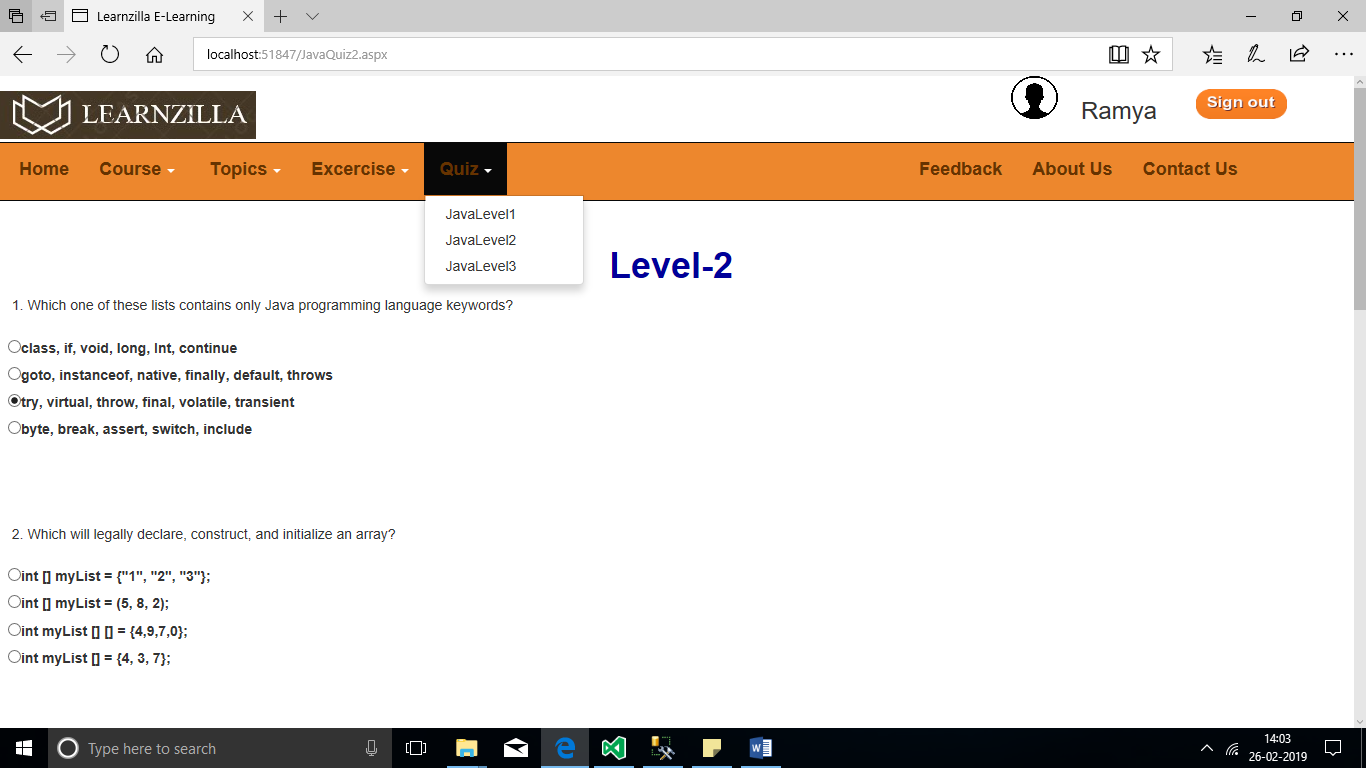 Learnzilla E-Learning
localhost:51847/JavaQuiz2.aspx
LEARNZILLA
Ramya
Sign out
Home Course Topics Excercise Quiz Feedback About Us Contact Us
JavaLevel1
JavaLevel2
JavaLevel3
Level-2
1. Which one of these lists contains only Java programming language keywords?
class, if, void, long, Int, continue
goto, instanceof, native, finally, default, throws
try, virtual, throw, final, volatile, transient
byte, break, assert, switch, include
2. Which will legally declare, construct, and initialize an array?
int [] myList = {"1", "2", "3"};
int [] myList = (5, 8, 2);
int myList [] [] = {4,9,7,0};
int myList [] = {4, 3, 7};
Type here to search
14:03
26-02-2019